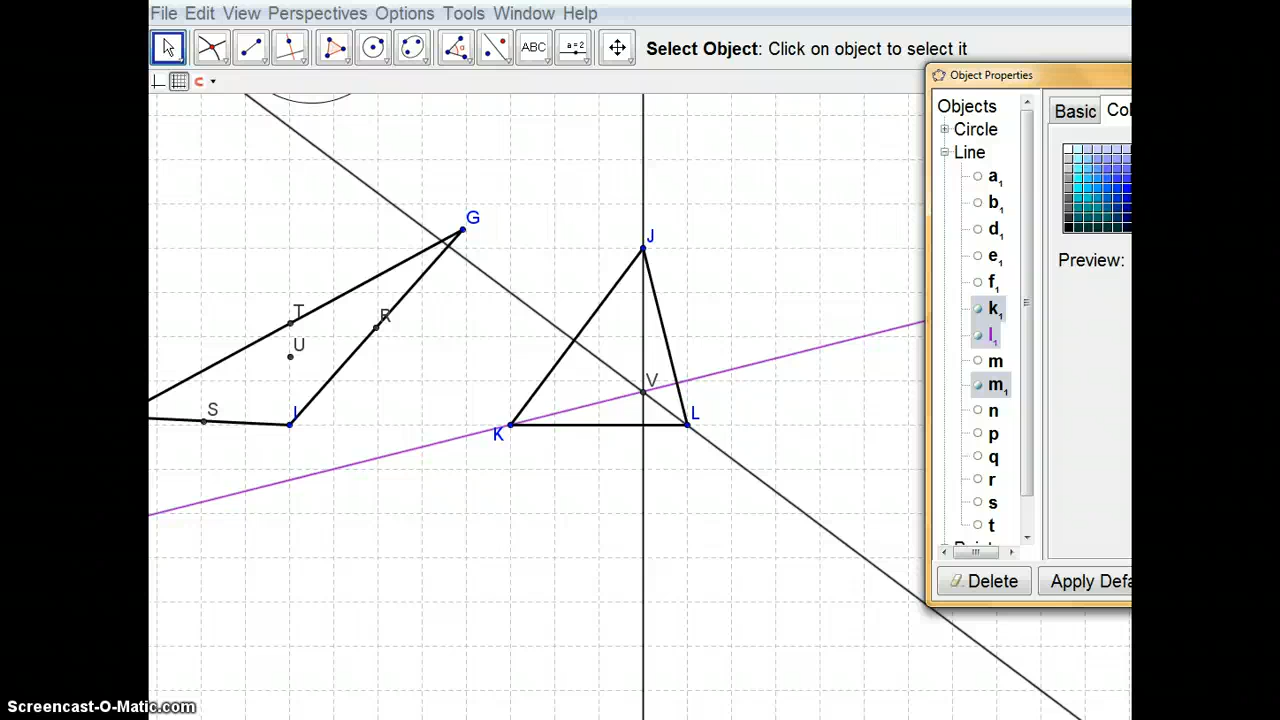 File Edit View Perspectives Options Tools Window Help
ABC
a = 2
Select Object: Click on object to select it
Object Properties
Objects
Circle
Line
a1
b1
d1
e1
f1
k1
l1
m
m1
n
p
q
r
s
t
Basic
Preview:
Delete
G
J
T
R
U
V
S
I
K
L
Screencast-O-Matic.com